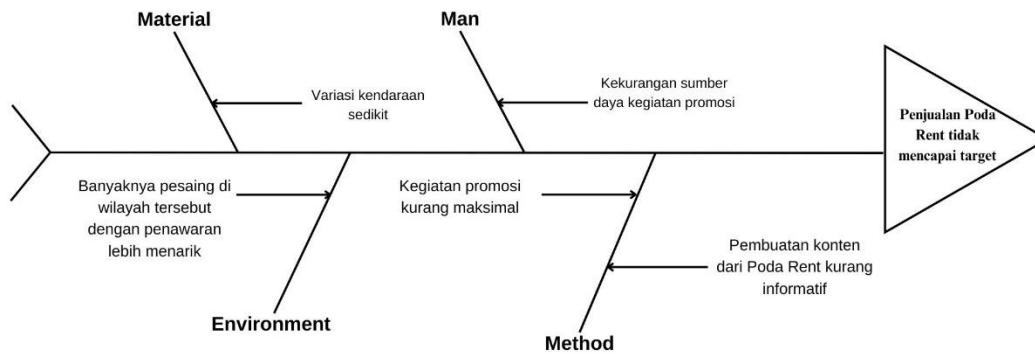 Material
Man
Variasi kendaraan
sedikit
Kekurangan sumber
daya kegiatan promosi
Penjualan Poda
Rent tidak
mencapai target
Banyaknya pesaing di
wilayah tersebut
dengan penawaran
lebih menarik
Kegiatan promosi
kurang maksimal
Pembuatan konten
dari Poda Rent kurang
informatif
Environment
Method